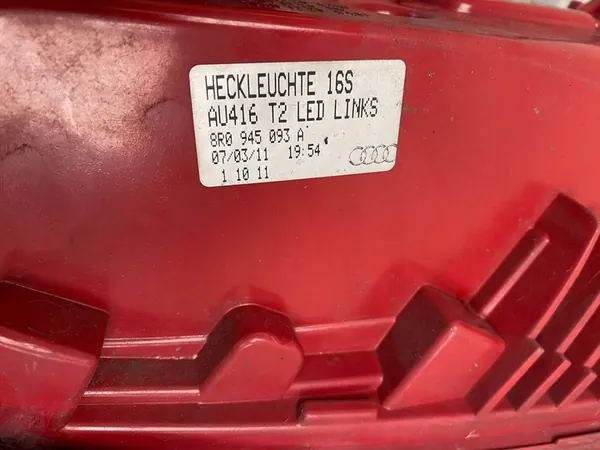 HECKLEUCHTE 16S
AU416 T2 LED LINKS
8R0 945 093 A
07/03/11 19:54
1 10 11